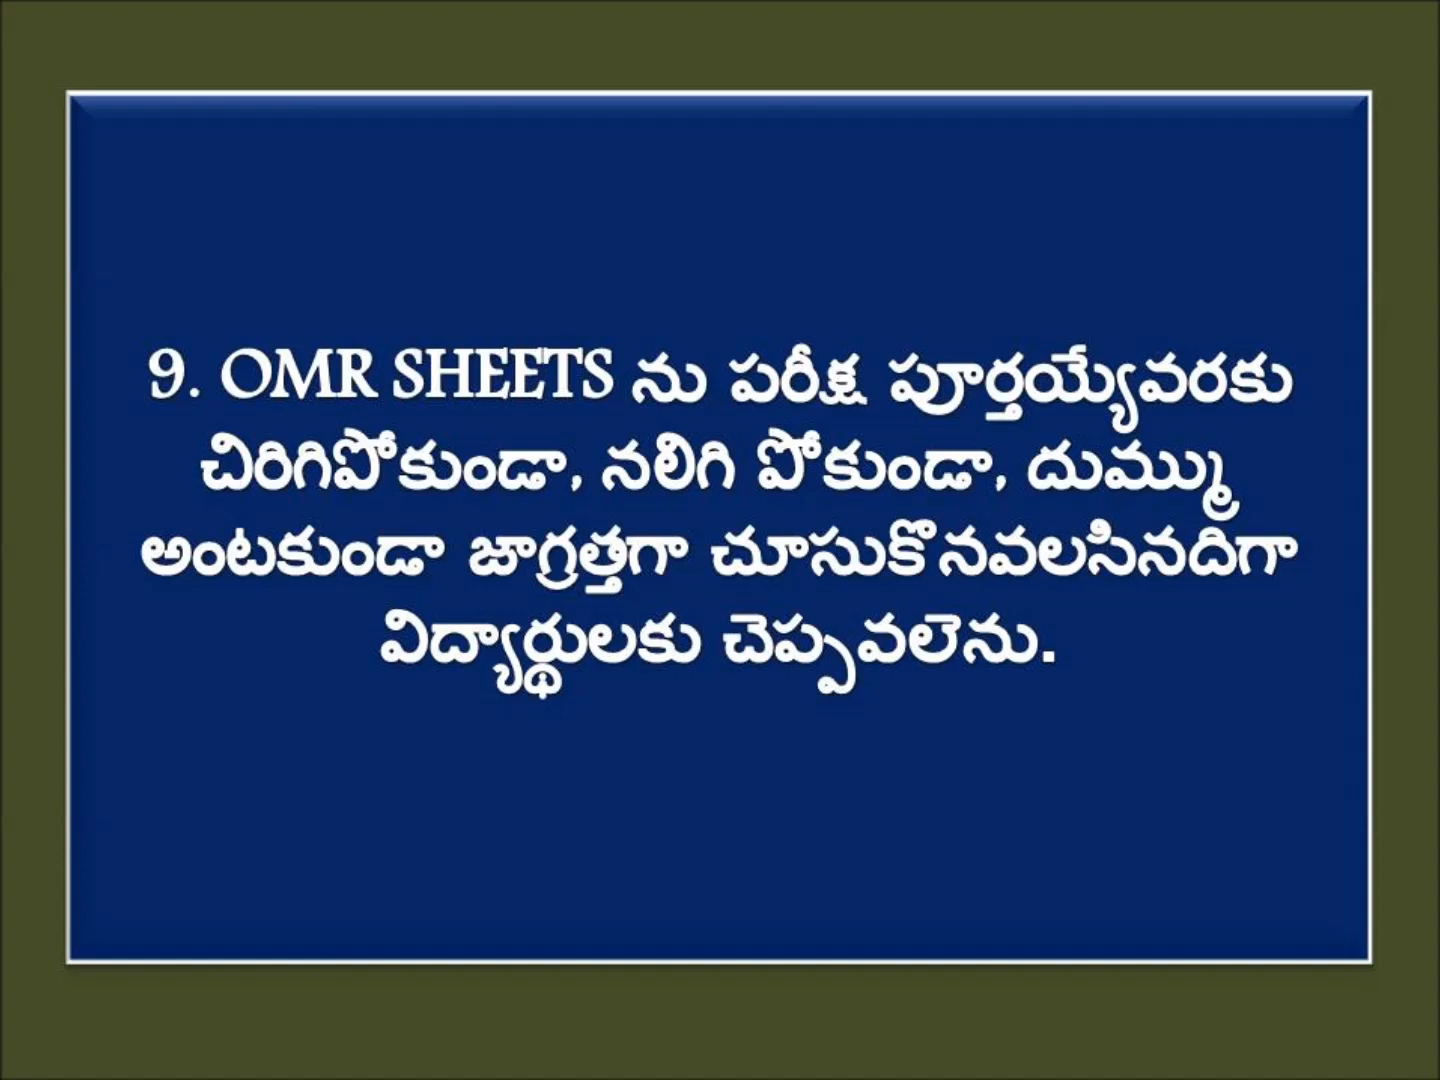 9. OMR SHEETS ను పరీక్ష పూర్తయ్యేవరకు
చిరిగిపోకుండా, నలిగి పోకుండా, దుమ్ము
అంటకుండా జాగ్రత్తగా చూసుకొనవలసినదిగా
విద్యార్థులకు చెప్పవలెను.